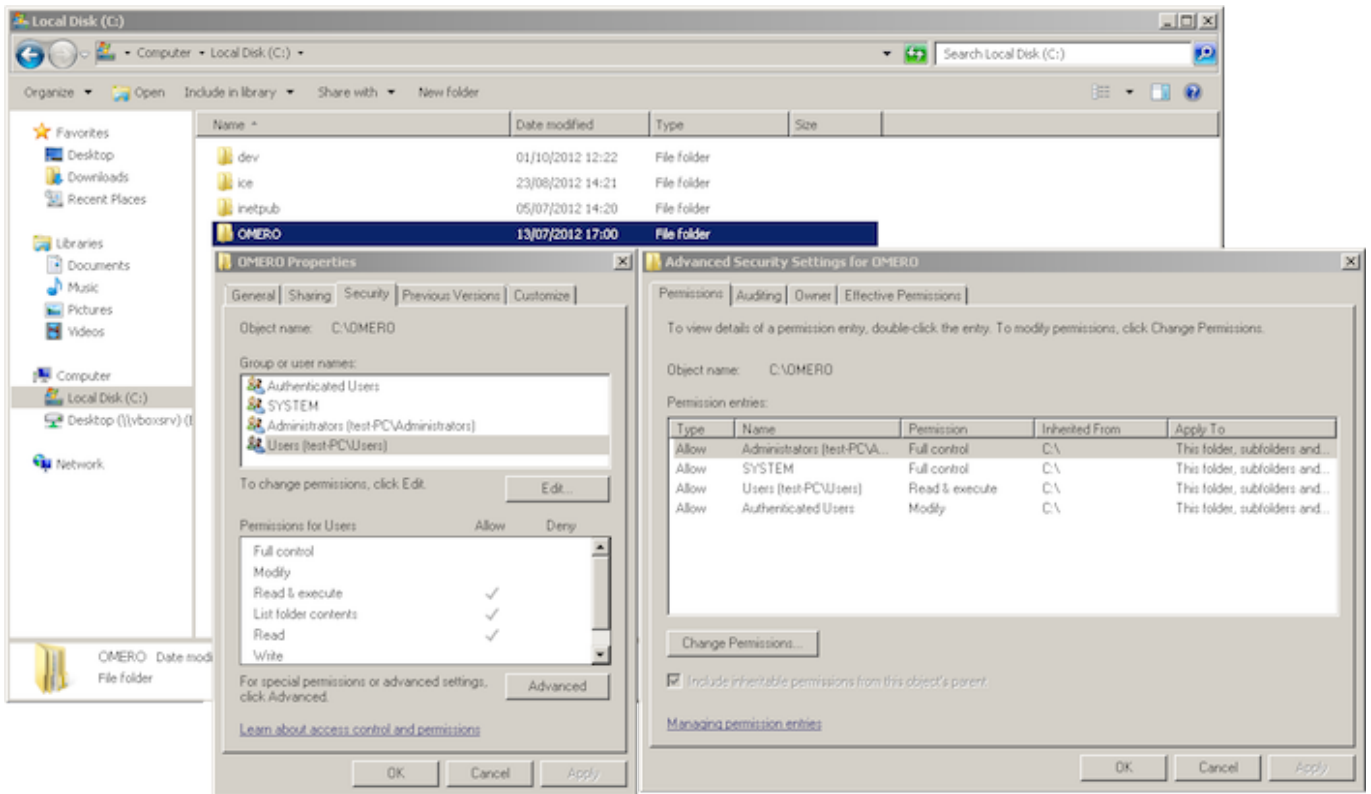 Local Disk (C:)
Computer Local Disk (C:) Search Local Disk (C:)
Organize Open Include in library Share with New folder
Name Date modified Type Size
Favorites
Desktop
Downloads
Recent Places
Libraries
Documents
Music
Pictures
Videos
Computer
Local Disk (C:)
Desktop (\\vboxsrv) (
Network
dev 01/10/2012 12:22 File folder
ice 23/08/2012 14:21 File folder
inetpub 05/07/2012 14:20 File folder
OMERO 13/07/2012 17:00 File folder
OMERO Date modi
File folder
OMERO Properties
General Sharing Security Previous Versions Customize
Object name: C:\OMERO
Group or user names:
Authenticated Users
SYSTEM
Administrators (test-PC\Administrators)
Users (test-PC\Users)
To change permissions, click Edit. Edit...
Permissions for Users Allow Deny
Full control
Modify
Read & execute
List folder contents
Read
Write
For special permissions or advanced settings,
click Advanced. Advanced
Learn about access control and permissions
OK Cancel Apply
Advanced Security Settings for OMERO
Permissions Auditing Owner Effective Permissions
To view details of a permission entry, double-click the entry. To modify permissions, click Change Permissions.
Object name: C:\OMERO
Permission entries:
Type Name Permission Inherited From Apply To
Allow Administrators (test-PC\A... Full control C:\ This folder, subfolders and...
Allow SYSTEM Full control C:\ This folder, subfolders and...
Allow Users (test-PC\Users) Read & execute C:\ This folder, subfolders and...
Allow Authenticated Users Modify C:\ This folder, subfolders and...
Change Permissions...
Include inheritable permissions from this object's parent
Managing permission entries
OK Cancel Apply